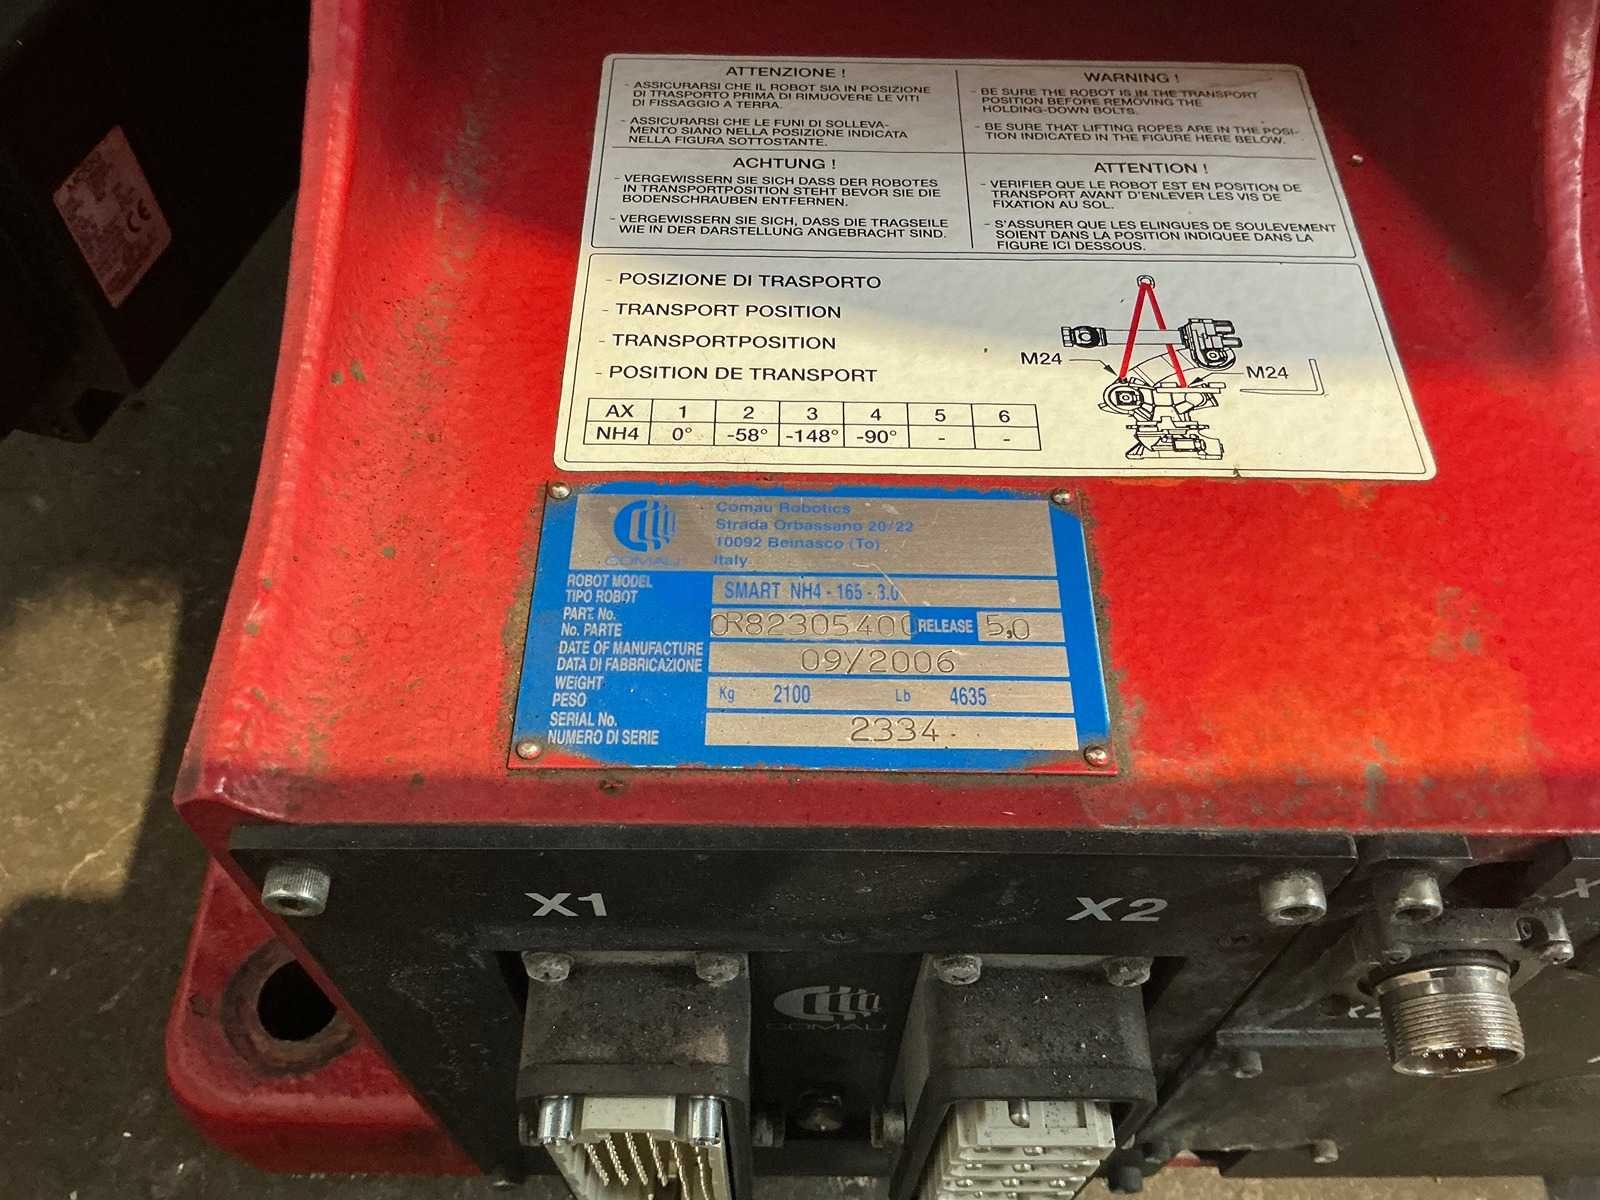 ATTENZIONE !
- ASSICURARSI CHE IL ROBOT SIA IN POSIZIONE
DI TRASPORTO PRIMA DI RIMUOVERE LE VITI
DI FISSAGGIO A TERRA.
- ASSICURARSI CHE LE FUNI DI SOLLEVA-
MENTO SIANO NELLA POSIZIONE INDICATA
NELLA FIGURA SOTTOSTANTE.
WARNING !
- BE SURE THE ROBOT IS IN THE TRANSPORT
POSITION BEFORE REMOVING THE
HOLDING-DOWN BOLTS.
- BE SURE THAT LIFTING ROPES ARE IN THE POSI-
TION INDICATED IN THE FIGURE HERE BELOW.
ACHTUNG !
- VERGEWISSERN SIE SICH DASS DER ROBOTES
IN TRANSPORTPOSITION STEHT BEVOR SIE DIE
BODENSCHRAUBEN ENTFERNEN.
- VERGEWISSERN SIE SICH, DASS DIE TRAGSEILE
WIE IN DER DARSTELLUNG ANGEBRACHT SIND.
ATTENTION !
- VERIFIER QUE LE ROBOT EST EN POSITION DE
TRANSPORT AVANT D'ENLEVER LES VIS DE
FIXATION AU SOL.
- S'ASSURER QUE LES ELINGUES DE SOULEVEMENT
SOIENT DANS LA POSITION INDIQUEE DANS LA
FIGURE ICI DESSOUS.
- POSIZIONE DI TRASPORTO
- TRANSPORT POSITION
- TRANSPORTPOSITION
- POSITION DE TRANSPORT
M24
M24
AX 1 2 3 4 5 6
NH4 0° -58° -148° -90° - -
COMAU
Comau Robotics
Strada Orbassano 20/22
10092 Beinasco (To)
Italy
ROBOT MODEL
TIPO ROBOT
SMART NH4 - 165 - 3.0
PART No.
No. PARTE
CR82305400
RELEASE 5,0
DATE OF MANUFACTURE
DATA DI FABBRICAZIONE
09/2006
WEIGHT
PESO
Kg 2100 Lb 4635
SERIAL No.
NUMERO DI SERIE
2334
X1
X2
COMAU